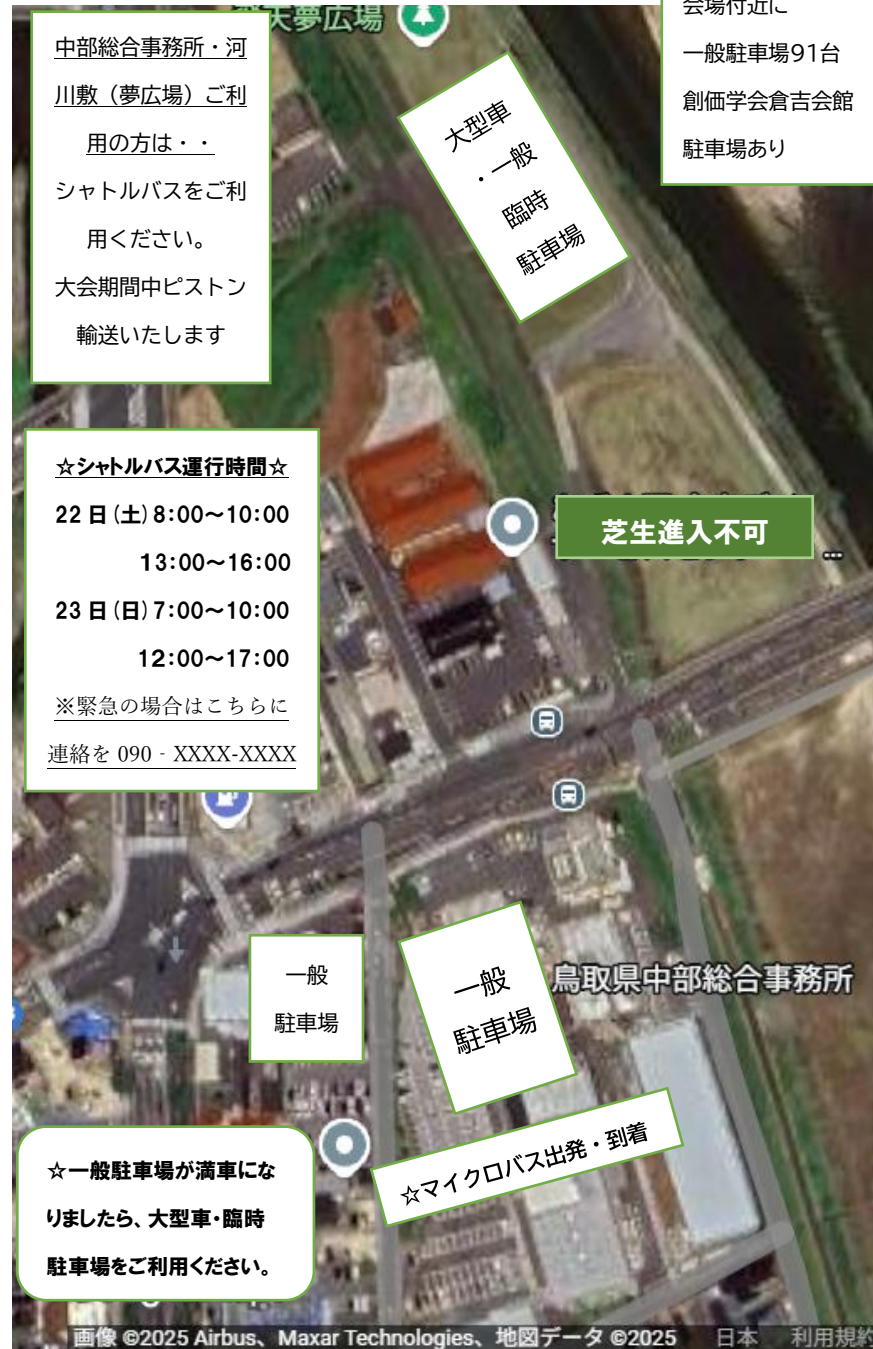 天夢広場
中部総合事務所・河
川敷（夢広場）ご利
用の方は・・
シャトルバスをご利
用ください。
大会期間中ピストン
輸送いたします
会場付近に
一般駐車場91台
創価学会倉吉会館
駐車場あり
大型車
・一般
臨時
駐車場
☆シャトルバス運行時間☆
22日(土)8:00～10:00
13:00～16:00
23日(日)7:00～10:00
12:00～17:00
※緊急の場合はこちらに
連絡を 090‐XXXX-XXXX
芝生進入不可
...
一般
駐車場
一般
駐車場
鳥取県中部総合事務所
☆マイクロバス出発・到着
☆一般駐車場が満車にな
りましたら、大型車・臨時
駐車場をご利用ください。
画像 ©2025 Airbus、Maxar Technologies、地図データ ©2025 日本 利用規約